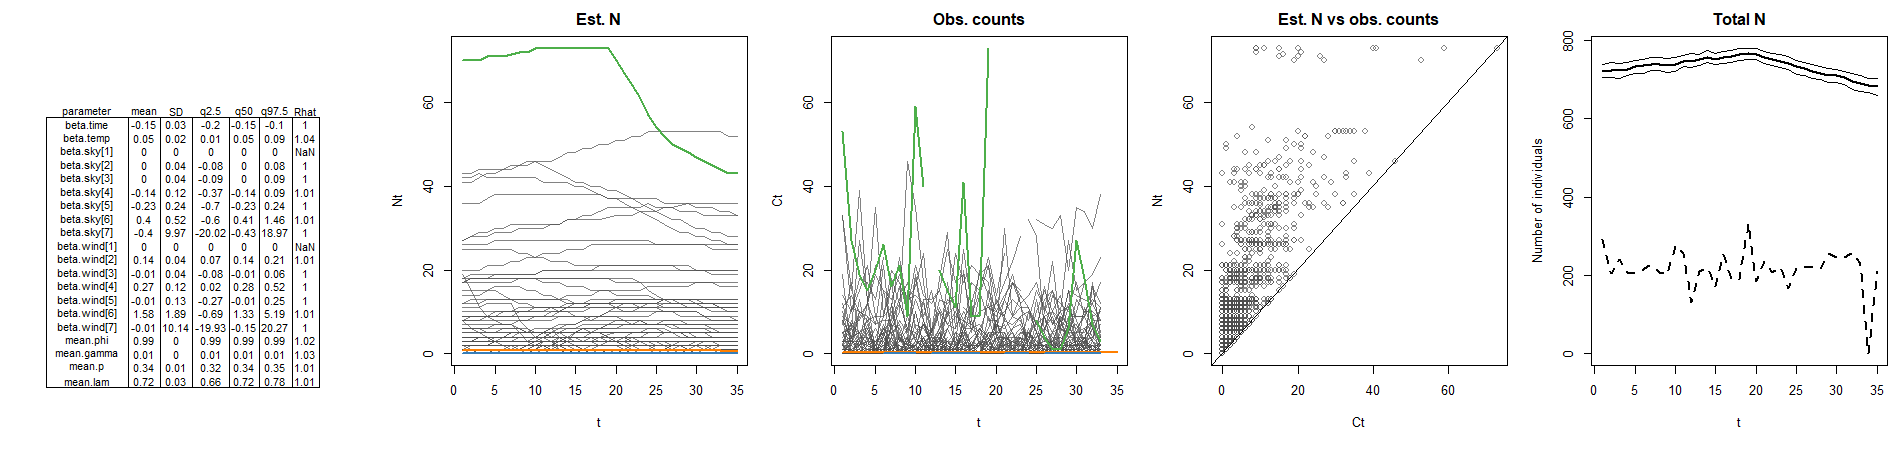 parameter mean SD q2.5 q50 q97.5 Rhat
beta.time -0.15 0.03 -0.2 -0.15 -0.1 1
beta.temp 0.05 0.02 0.01 0.05 0.09 1.04
beta.sky[1] 0 0 0 0 0 NaN
beta.sky[2] 0 0.04 -0.08 0 0.08 1
beta.sky[3] 0 0.04 -0.09 0 0.09 1
beta.sky[4] -0.14 0.12 -0.37 -0.14 0.09 1.01
beta.sky[5] -0.23 0.24 -0.7 -0.23 0.24 1
beta.sky[6] 0.4 0.52 -0.6 0.41 1.46 1.01
beta.sky[7] -0.4 9.97 -20.02 -0.43 18.97 1
beta.wind[1] 0 0 0 0 0 NaN
beta.wind[2] 0.14 0.04 0.07 0.14 0.21 1.01
beta.wind[3] -0.01 0.04 -0.08 -0.01 0.06 1
beta.wind[4] 0.27 0.12 0.02 0.28 0.52 1.01
beta.wind[5] -0.01 0.13 -0.27 -0.01 0.25 1
beta.wind[6] 1.58 1.89 -0.69 1.33 5.19 1.01
beta.wind[7] -0.01 10.14 -19.93 -0.15 20.27 1
mean.phi 0.99 0 0.99 0.99 0.99 1.02
mean.gamma 0.01 0 0.01 0.01 0.01 1.03
mean.p 0.34 0.01 0.32 0.34 0.35 1.01
mean.lam 0.72 0.03 0.66 0.72 0.78 1.01
Est. N
Nt
60
40
20
0
0 5 10 15 20 25 30 35
t
Obs. counts
Ct
60
40
20
0
0 5 10 15 20 25 30 35
t
Est. N vs obs. counts
Nt
60
40
20
0
0 20 40 60
Ct
Total N
Number of individuals
800
600
400
200
0
0 5 10 15 20 25 30 35
t